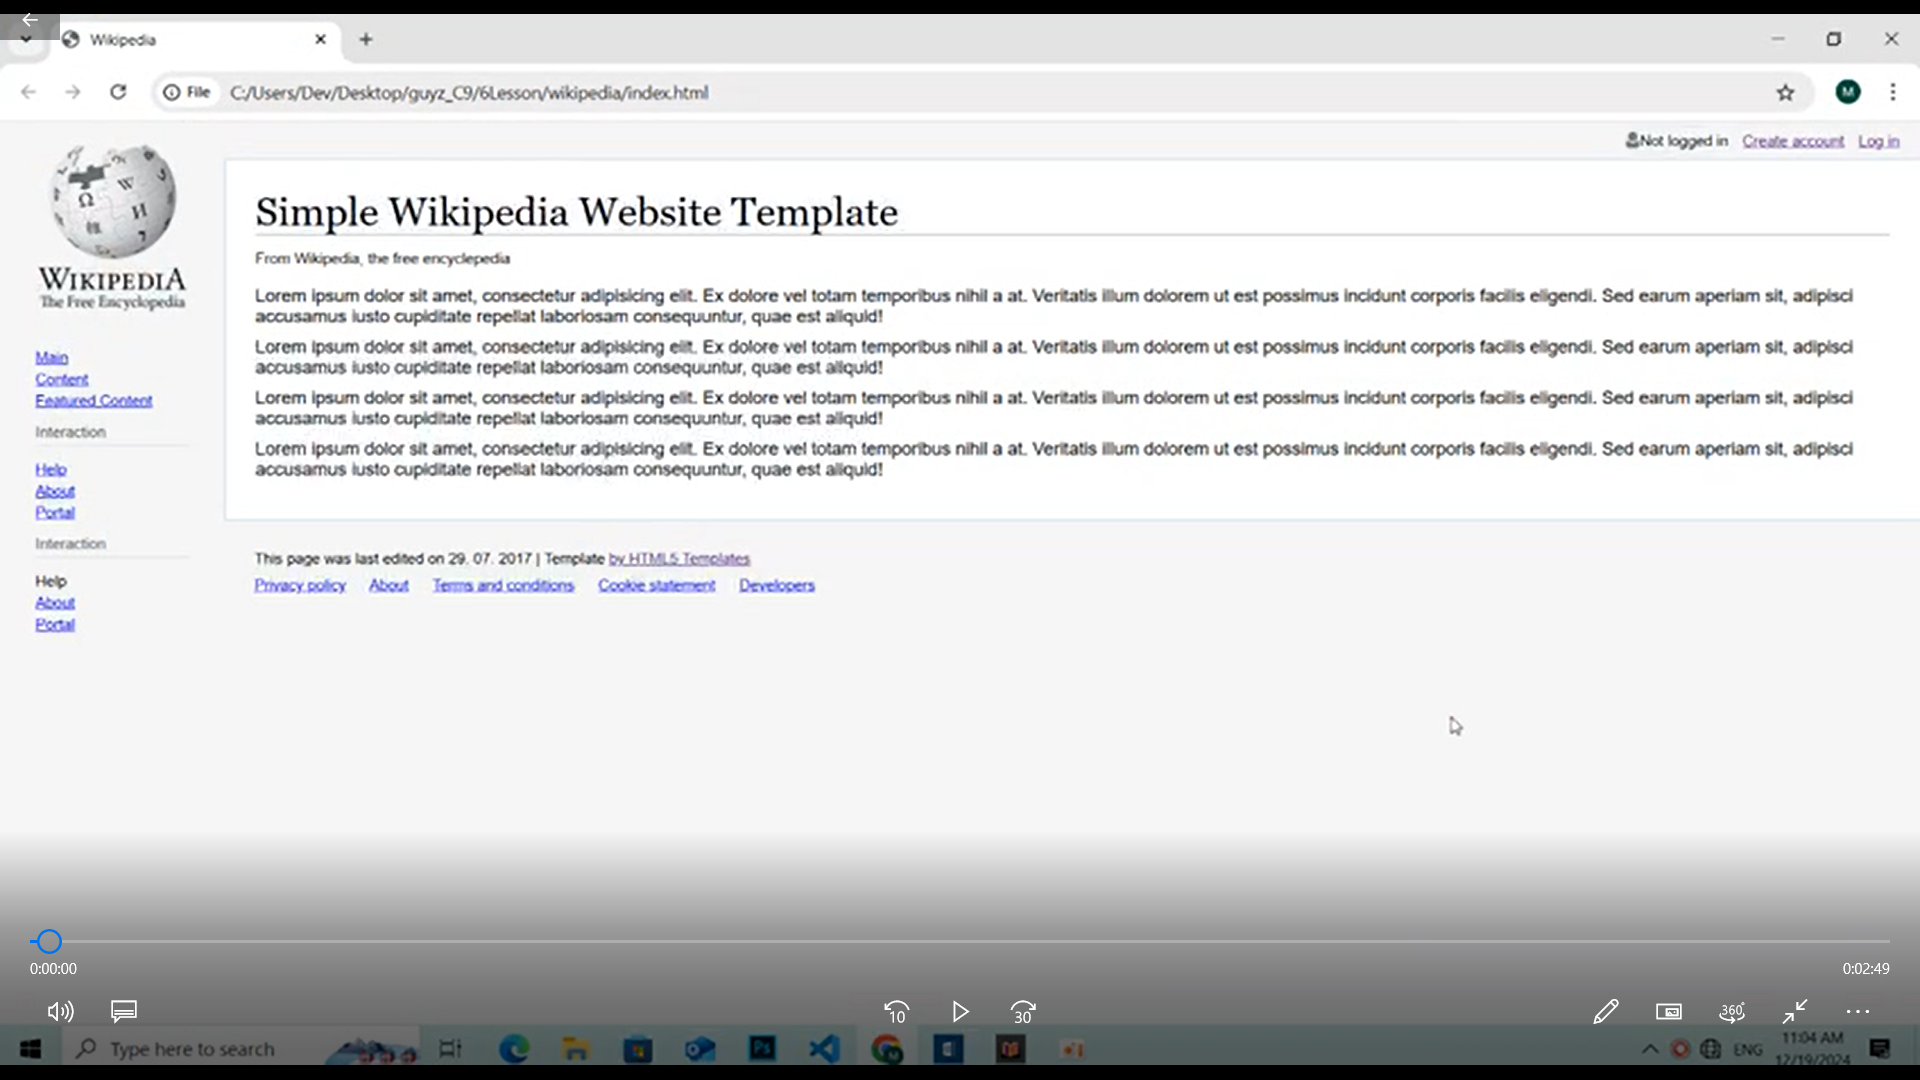 Wikipedia
File
C:/Users/Dev/Desktop/guyz_C9/6Lesson/wikipedia/index.html
M
Not logged in Create account Log in
Ω W И
WIKIPEDIA
The Free Encyclopedia
Main
Content
Featured Content
Interaction
Help
About
Portal
Interaction
Help
About
Portal
Simple Wikipedia Website Template
From Wikipedia, the free encyclepedia
Lorem ipsum dolor sit amet, consectetur adipisicing elit. Ex dolore vel totam temporibus nihil a at. Veritatis illum dolorem ut est possimus incidunt corporis facilis eligendi. Sed earum aperiam sit, adipisci
accusamus iusto cupiditate repellat laboriosam consequuntur, quae est aliquid!
Lorem ipsum dolor sit amet, consectetur adipisicing elit. Ex dolore vel totam temporibus nihil a at. Veritatis illum dolorem ut est possimus incidunt corporis facilis eligendi. Sed earum aperiam sit, adipisci
accusamus iusto cupiditate repellat laboriosam consequuntur, quae est aliquid!
Lorem ipsum dolor sit amet, consectetur adipisicing elit. Ex dolore vel totam temporibus nihil a at. Veritatis illum dolorem ut est possimus incidunt corporis facilis eligendi. Sed earum aperiam sit, adipisci
accusamus iusto cupiditate repellat laboriosam consequuntur, quae est aliquid!
Lorem ipsum dolor sit amet, consectetur adipisicing elit. Ex dolore vel totam temporibus nihil a at. Veritatis illum dolorem ut est possimus incidunt corporis facilis eligendi. Sed earum aperiam sit, adipisci
accusamus iusto cupiditate repellat laboriosam consequuntur, quae est aliquid!
This page was last edited on 29. 07. 2017 | Template by HTML5 Templates
Privacy policy About Terms and conditions Cookie statement Developers
0:00:00
0:02:49
10
30
360°
Type here to search
Ps
ENG
11:04 AM
12/19/2024